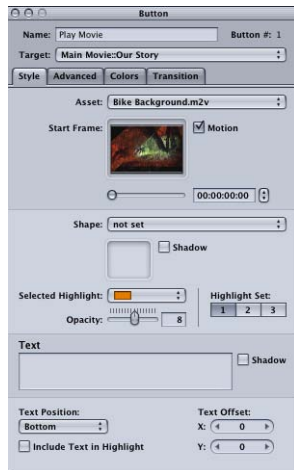 Button
Name: Play Movie Button #: 1
Target: Main Movie::Our Story
Style Advanced Colors Transition
Asset: Bike Background.m2v
Start Frame: Motion
00:00:00:00
Shape: not set
Shadow
Selected Highlight: Highlight Set:
1 2 3
Opacity: 8
Text
Shadow
Text Position: Text Offset:
Bottom X: 0
Include Text in Highlight Y: 0